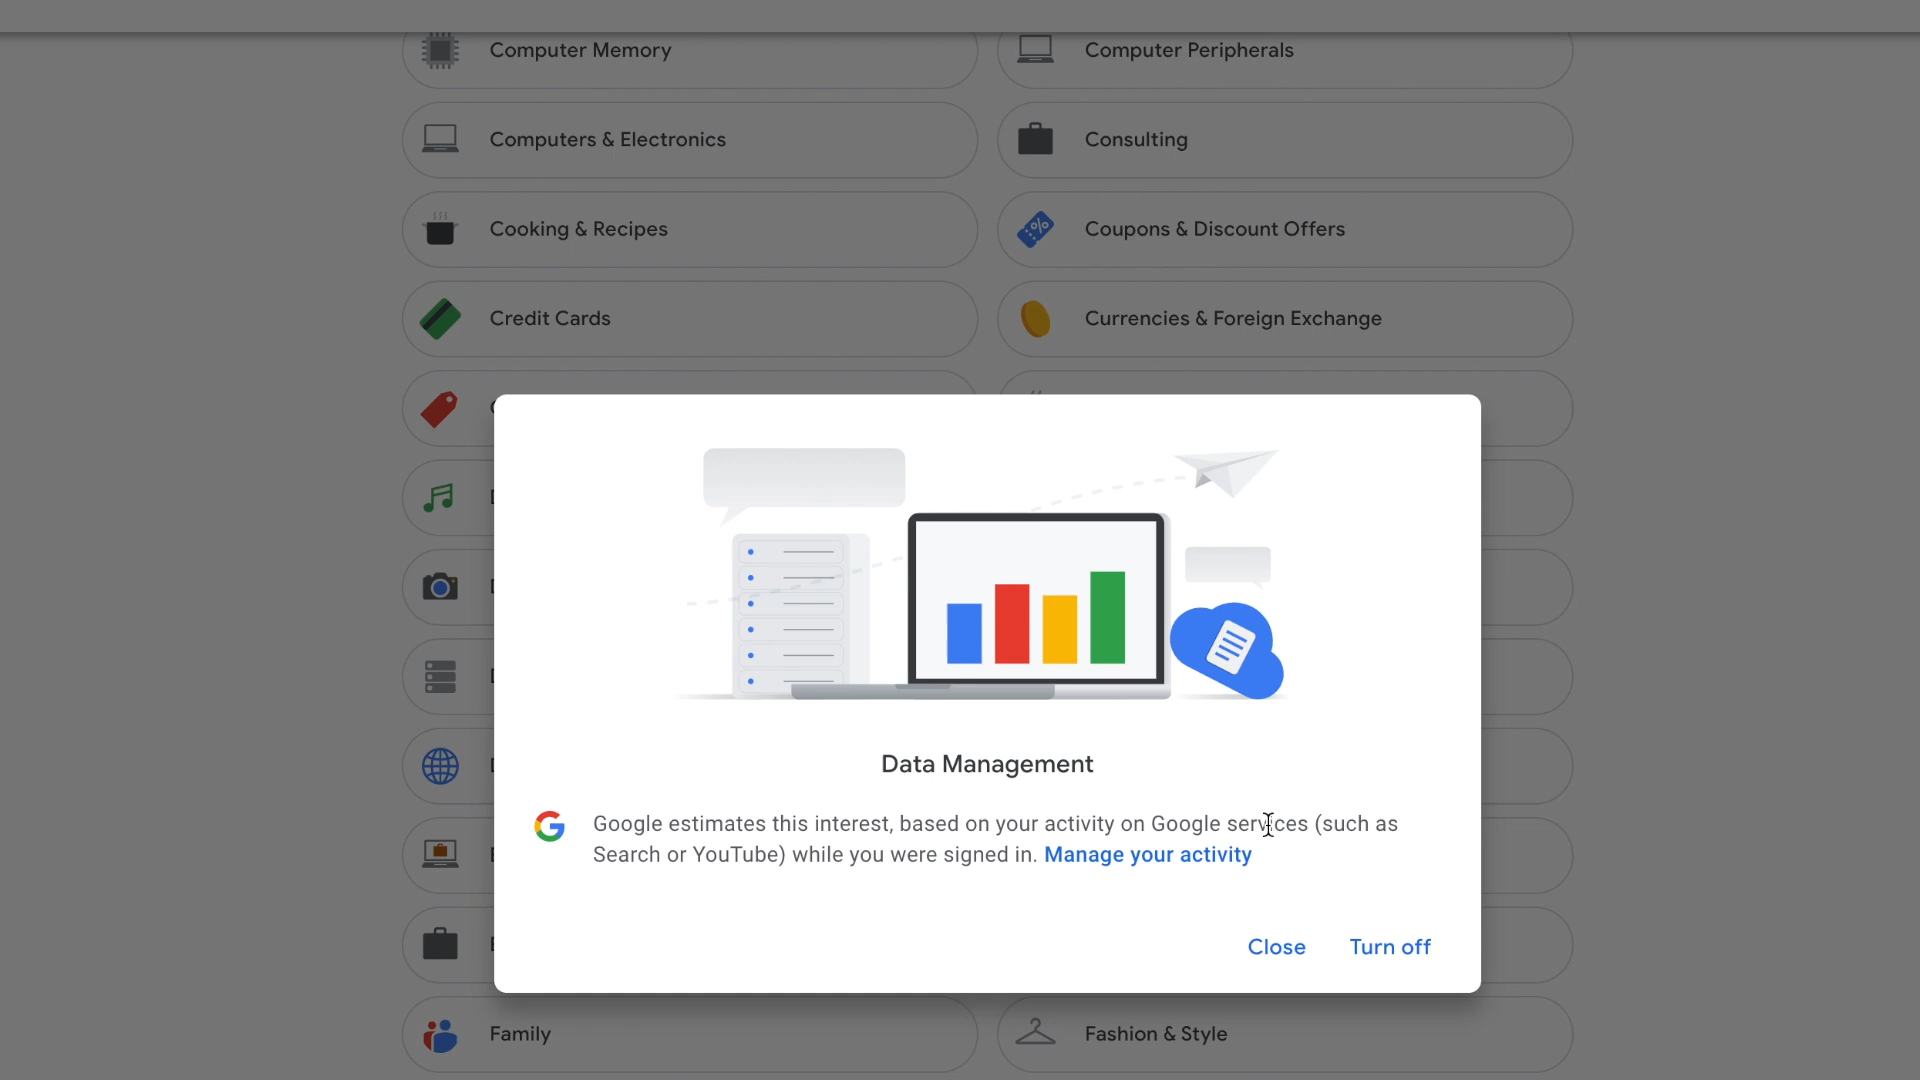 Computer Memory
Computer Peripherals
Computers & Electronics
Consulting
Cooking & Recipes
Coupons & Discount Offers
Credit Cards
Currencies & Foreign Exchange
Data Management
Google estimates this interest, based on your activity on Google services (such as
Search or YouTube) while you were signed in. Manage your activity
Close
Turn off
Family
Fashion & Style